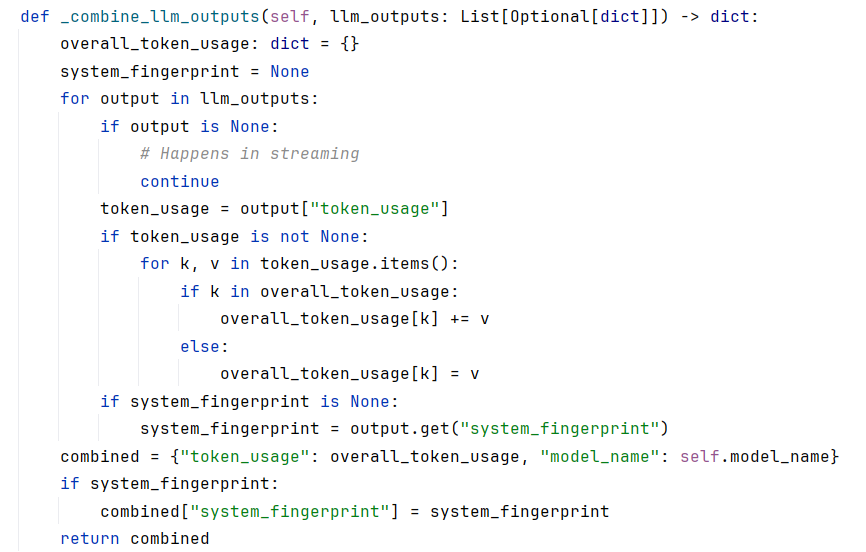 def _combine_llm_outputs(self, llm_outputs: List[Optional[dict]]) -> dict:
    overall_token_usage: dict = {}
    system_fingerprint = None
    for output in llm_outputs:
        if output is None:
            # Happens in streaming
            continue
        token_usage = output["token_usage"]
        if token_usage is not None:
            for k, v in token_usage.items():
                if k in overall_token_usage:
                    overall_token_usage[k] += v
                else:
                    overall_token_usage[k] = v
        if system_fingerprint is None:
            system_fingerprint = output.get("system_fingerprint")
    combined = {"token_usage": overall_token_usage, "model_name": self.model_name}
    if system_fingerprint:
        combined["system_fingerprint"] = system_fingerprint
    return combined